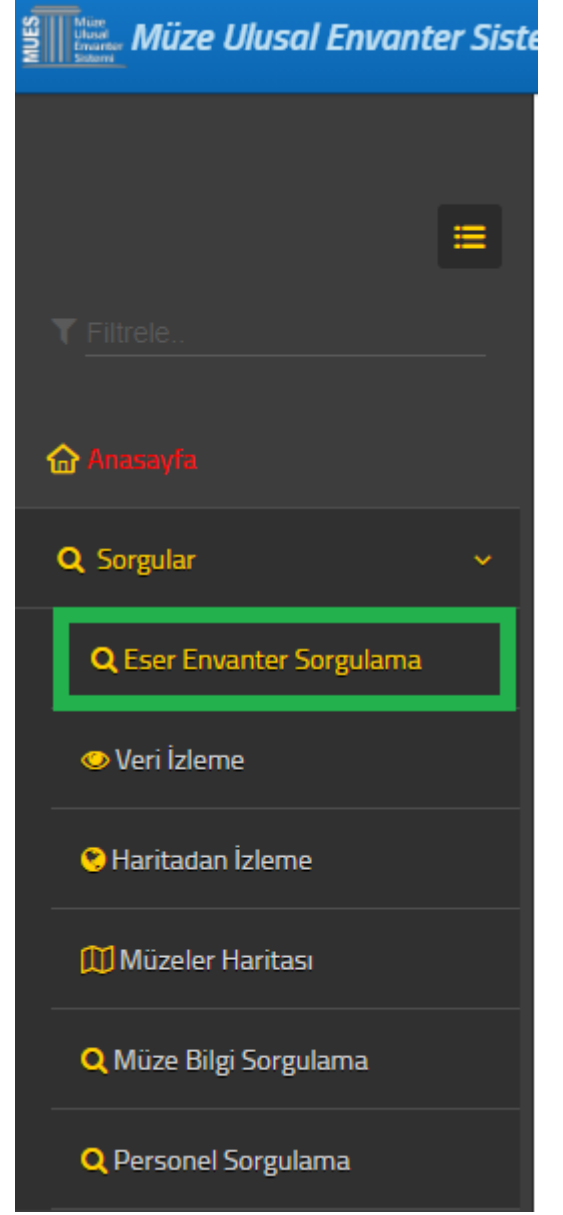 MUES
Müze
Ulusal
Envanter
Sistemi
Müze Ulusal Envanter Siste
Filtrele..
Anasayfa
Sorgular
Eser Envanter Sorgulama
Veri İzleme
Haritadan İzleme
Müzeler Haritası
Müze Bilgi Sorgulama
Personel Sorgulama